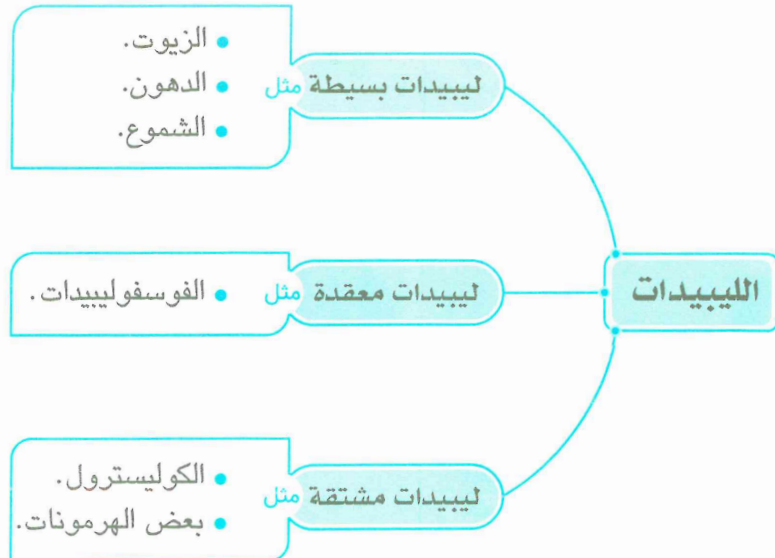 الليبيدات
ليبيدات بسيطة مثل
• الزيوت.
• الدهون.
• الشموع.
ليبيدات معقدة مثل
• الفوسفوليبيدات.
ليبيدات مشتقة مثل
• الكوليسترول.
• بعض الهرمونات.